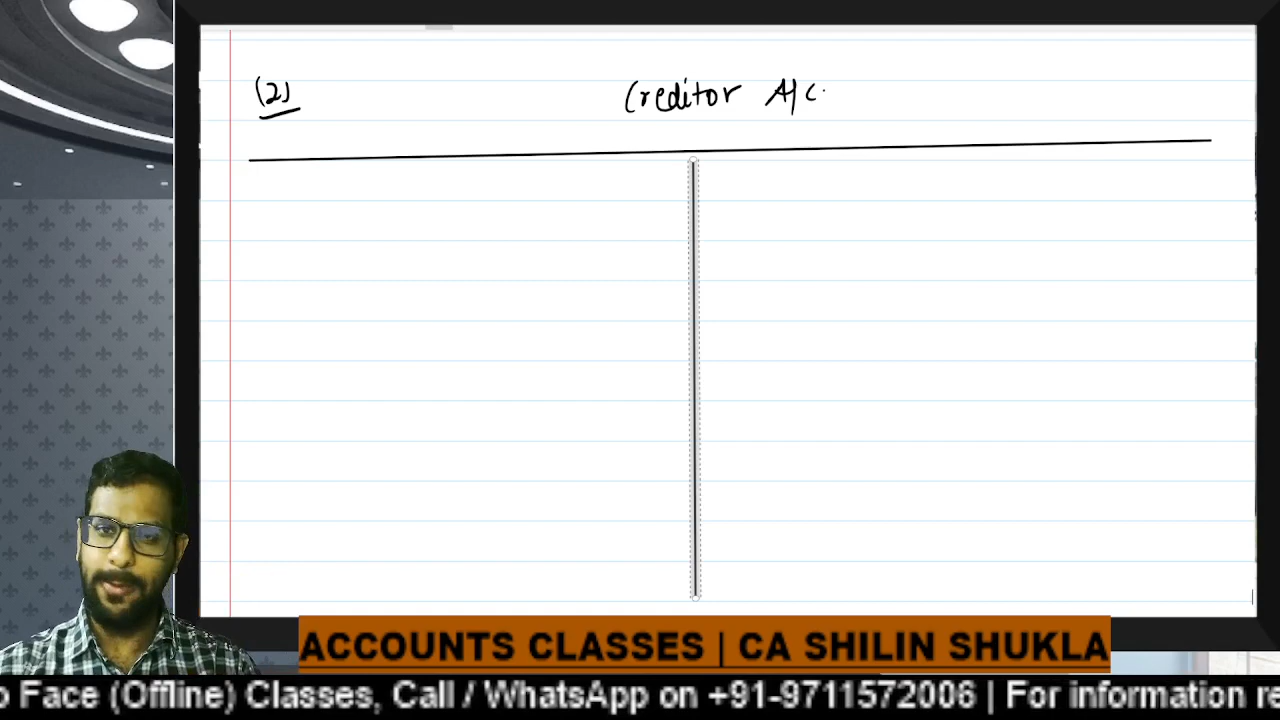 (2) Creditor A/c.
ACCOUNTS CLASSES | CA SHILIN SHUKLA
o Face (Offline) Classes, Call / WhatsApp on +91-9711572006 | For information re